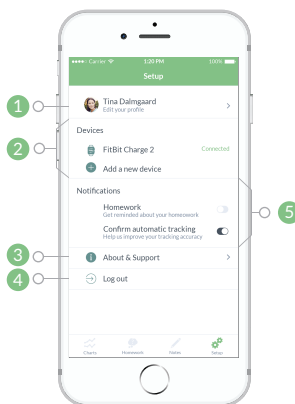 Carrier 1:20 PM 100%
Setup
1
Tina Dalmgaard
Edit your profile
Devices
2
FitBit Charge 2 Connected
Add a new device
Notifications
Homework
Get reminded about your homeowork
5
Confirm automatic tracking
Help us improve your tracking accuracy
3
About & Support
4
Log out
Charts Homework Notes Setup